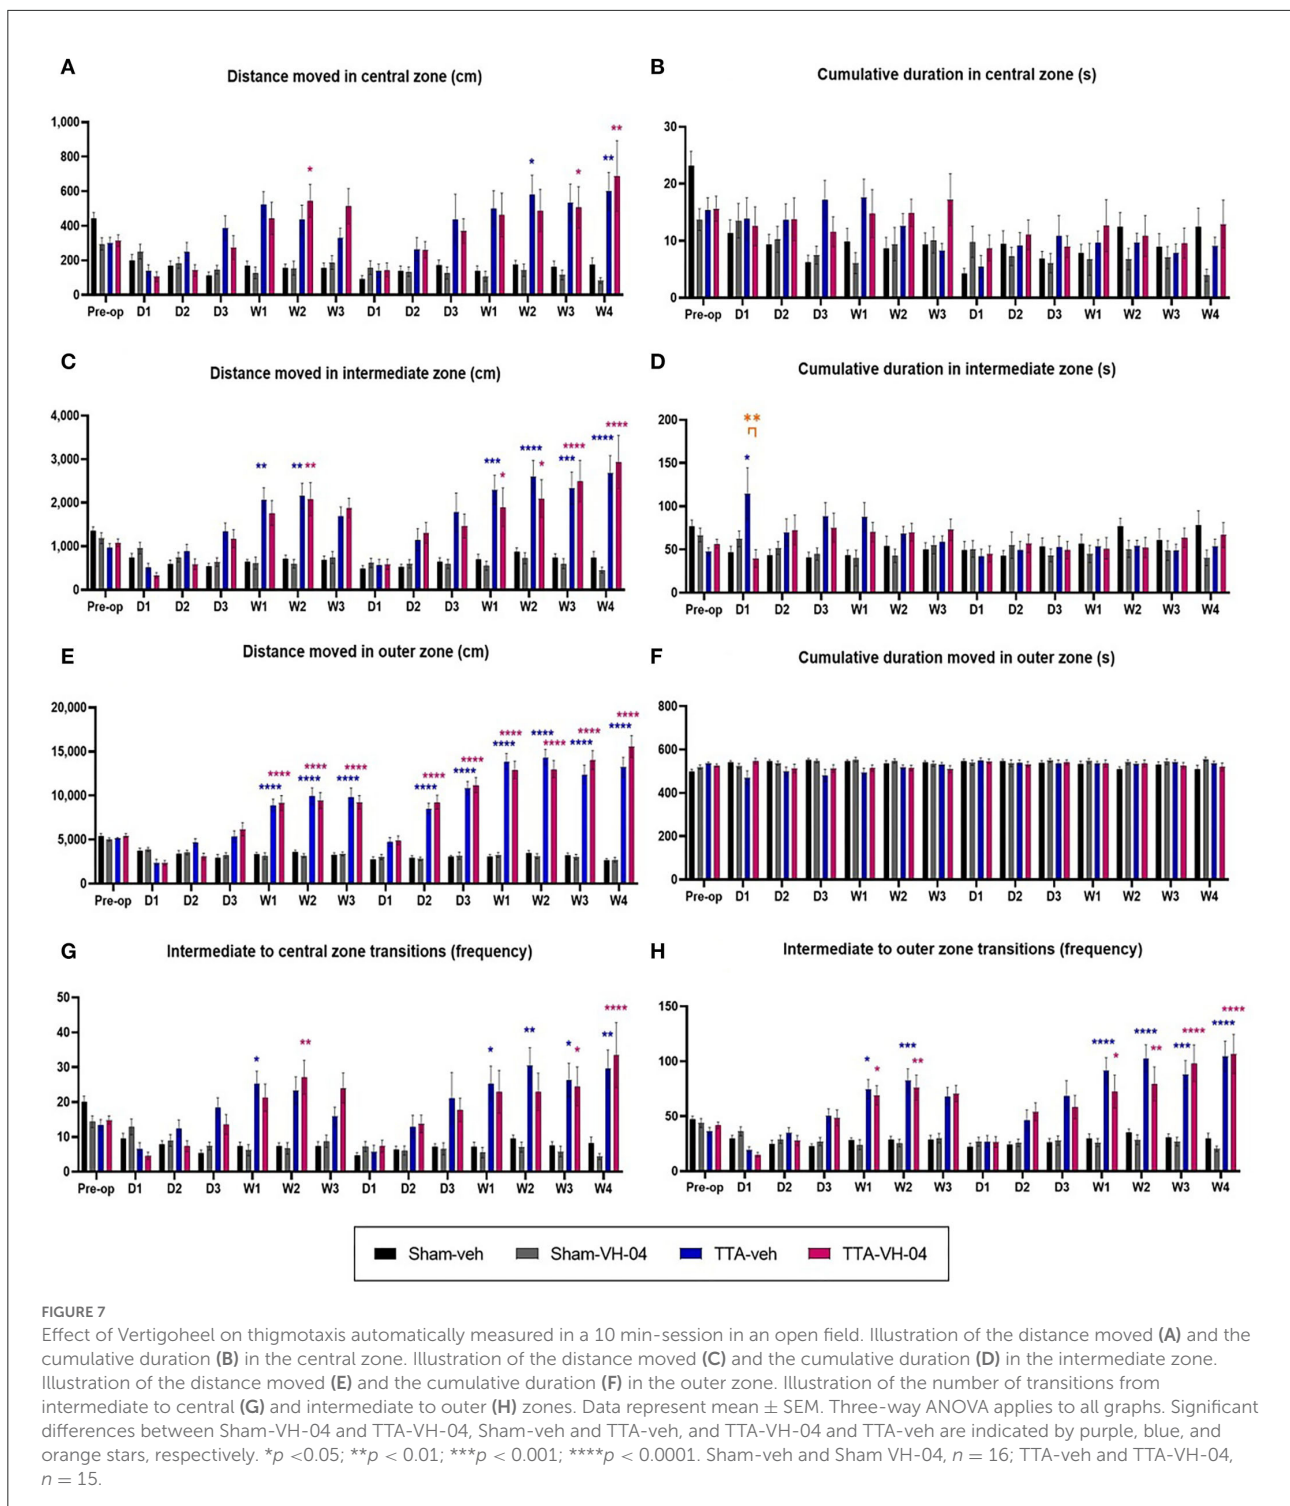 A
Distance moved in central zone (cm)
1,000
800
600
400
200
0
Pre-op D1 D2 D3 W1 W2 W3 D1 D2 D3 W1 W2 W3 W4
* * * ** **
B
Cumulative duration in central zone (s)
30
20
10
0
Pre-op D1 D2 D3 W1 W2 W3 D1 D2 D3 W1 W2 W3 W4
C
Distance moved in intermediate zone (cm)
4,000
3,000
2,000
1,000
0
Pre-op D1 D2 D3 W1 W2 W3 D1 D2 D3 W1 W2 W3 W4
** ** ** *** * **** * *** **** **** ****
D
Cumulative duration in intermediate zone (s)
200
150
100
50
0
Pre-op D1 D2 D3 W1 W2 W3 D1 D2 D3 W1 W2 W3 W4
**
*
E
Distance moved in outer zone (cm)
20,000
15,000
10,000
5,000
0
Pre-op D1 D2 D3 W1 W2 W3 D1 D2 D3 W1 W2 W3 W4
**** **** **** **** **** **** **** **** **** **** **** **** **** **** **** **** **** ****
F
Cumulative duration moved in outer zone (s)
800
600
400
200
0
Pre-op D1 D2 D3 W1 W2 W3 D1 D2 D3 W1 W2 W3 W4
G
Intermediate to central zone transitions (frequency)
50
40
30
20
10
0
Pre-op D1 D2 D3 W1 W2 W3 D1 D2 D3 W1 W2 W3 W4
* ** * ** * * ** ****
H
Intermediate to outer zone transitions (frequency)
150
100
50
0
Pre-op D1 D2 D3 W1 W2 W3 D1 D2 D3 W1 W2 W3 W4
* * *** ** **** * **** ** *** **** **** ****
Sham-veh Sham-VH-04 TTA-veh TTA-VH-04
FIGURE 7
Effect of Vertigoheel on thigmotaxis automatically measured in a 10 min-session in an open field. Illustration of the distance moved (A) and the
cumulative duration (B) in the central zone. Illustration of the distance moved (C) and the cumulative duration (D) in the intermediate zone.
Illustration of the distance moved (E) and the cumulative duration (F) in the outer zone. Illustration of the number of transitions from
intermediate to central (G) and intermediate to outer (H) zones. Data represent mean ± SEM. Three-way ANOVA applies to all graphs. Significant
differences between Sham-VH-04 and TTA-VH-04, Sham-veh and TTA-veh, and TTA-VH-04 and TTA-veh are indicated by purple, blue, and
orange stars, respectively. *p <0.05; **p < 0.01; ***p < 0.001; ****p < 0.0001. Sham-veh and Sham VH-04, n = 16; TTA-veh and TTA-VH-04,
n = 15.